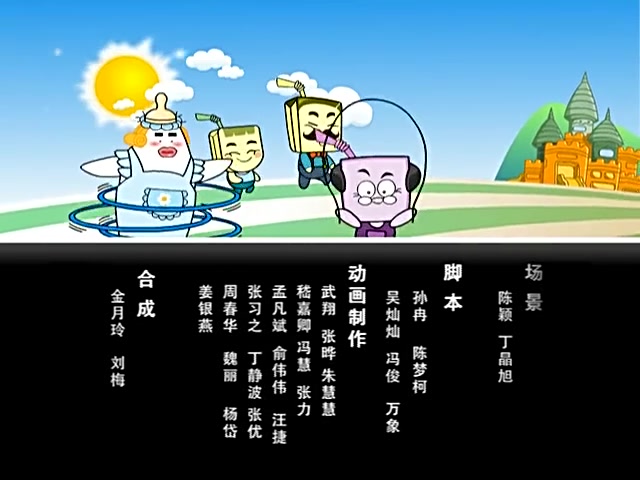 场景
陈颖 丁晶旭
脚本
孙冉 陈梦柯
吴灿灿 冯俊 万象
动画制作
武翔 张晔 朱慧慧
嵇嘉卿 冯慧 张力
孟凡斌 俞伟伟 汪捷
张习之 丁静波 张优
周春华 魏丽 杨岱
姜银燕
合成
金月玲 刘梅